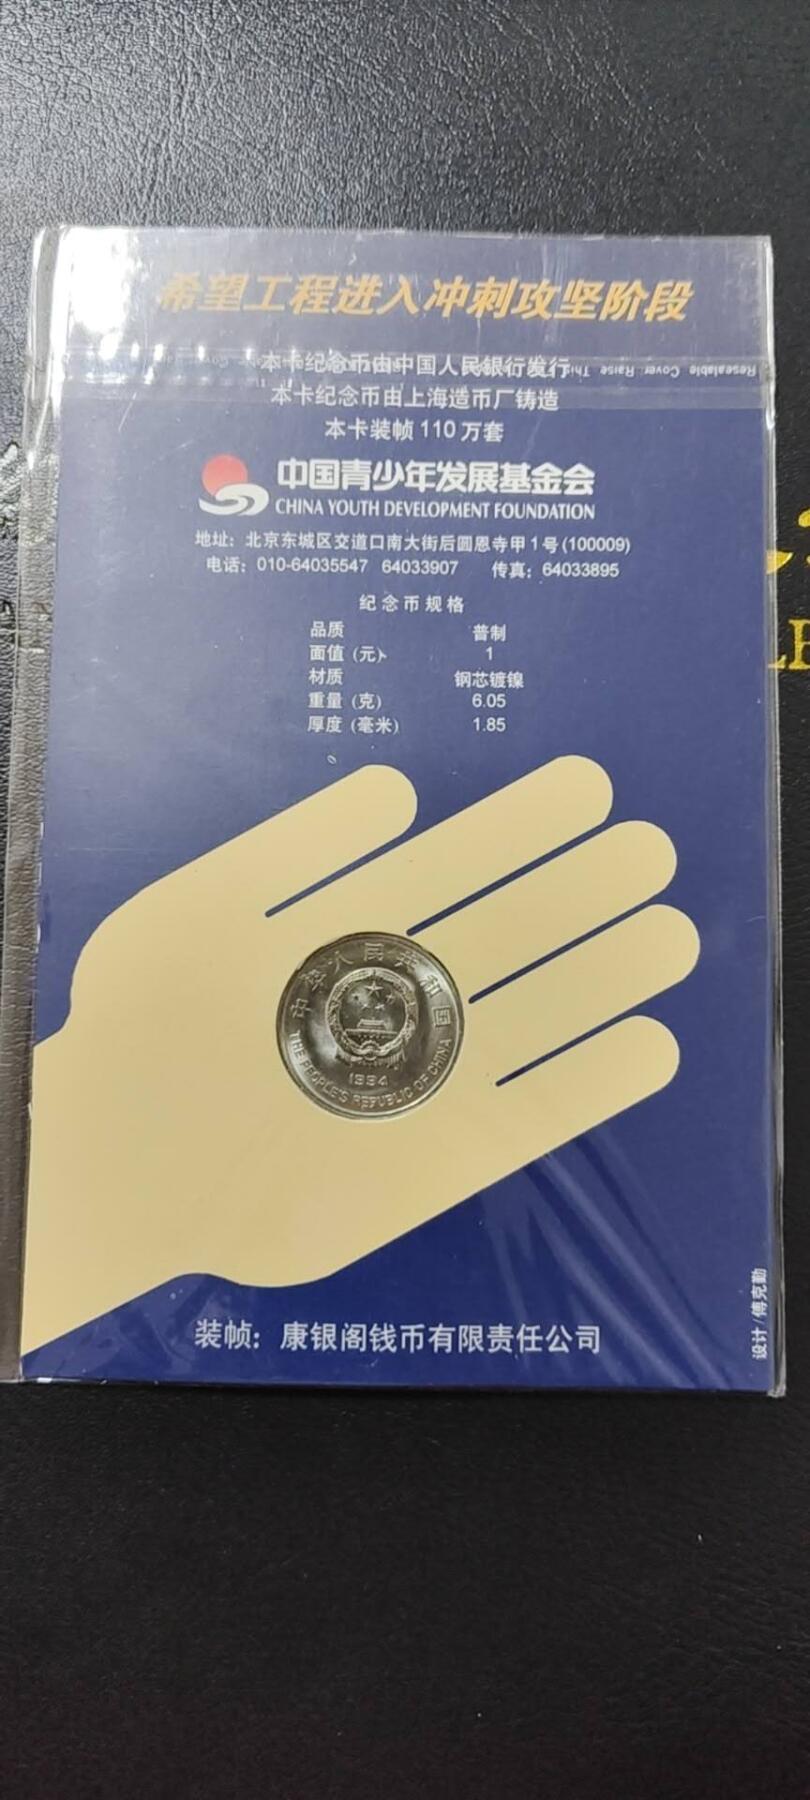 希望工程进入冲刺攻坚阶段
本卡纪念币由中国人民银行发行
Resealable Cover Raise This
本卡纪念币由上海造币厂铸造
本卡装帧110万套
中国青少年发展基金会
CHINA YOUTH DEVELOPMENT FOUNDATION
地址：北京东城区交道口南大街后圆恩寺甲1号(100009)
电话：010-64035547 64033907 传真：64033895
纪念币规格
品质 普制
面值(元) 1
材质 钢芯镀镍
重量(克) 6.05
厚度(毫米) 1.85
中华人民共和国
1994
THE PEOPLE'S REPUBLIC OF CHINA
装帧：康银阁钱币有限责任公司
设计/傅克勤